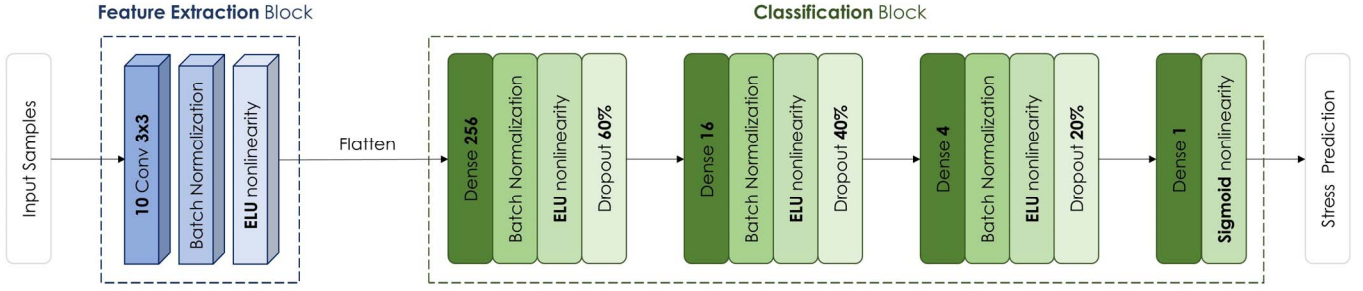 Feature Extraction Block
Classification Block
Input Samples
10 Conv 3x3
Batch Normalization
ELU nonlinearity
Flatten
Dense 256
Batch Normalization
ELU nonlinearity
Dropout 60%
Dense 16
Batch Normalization
ELU nonlinearity
Dropout 40%
Dense 4
Batch Normalization
ELU nonlinearity
Dropout 20%
Dense 1
Sigmoid nonlinearity
Stress Prediction